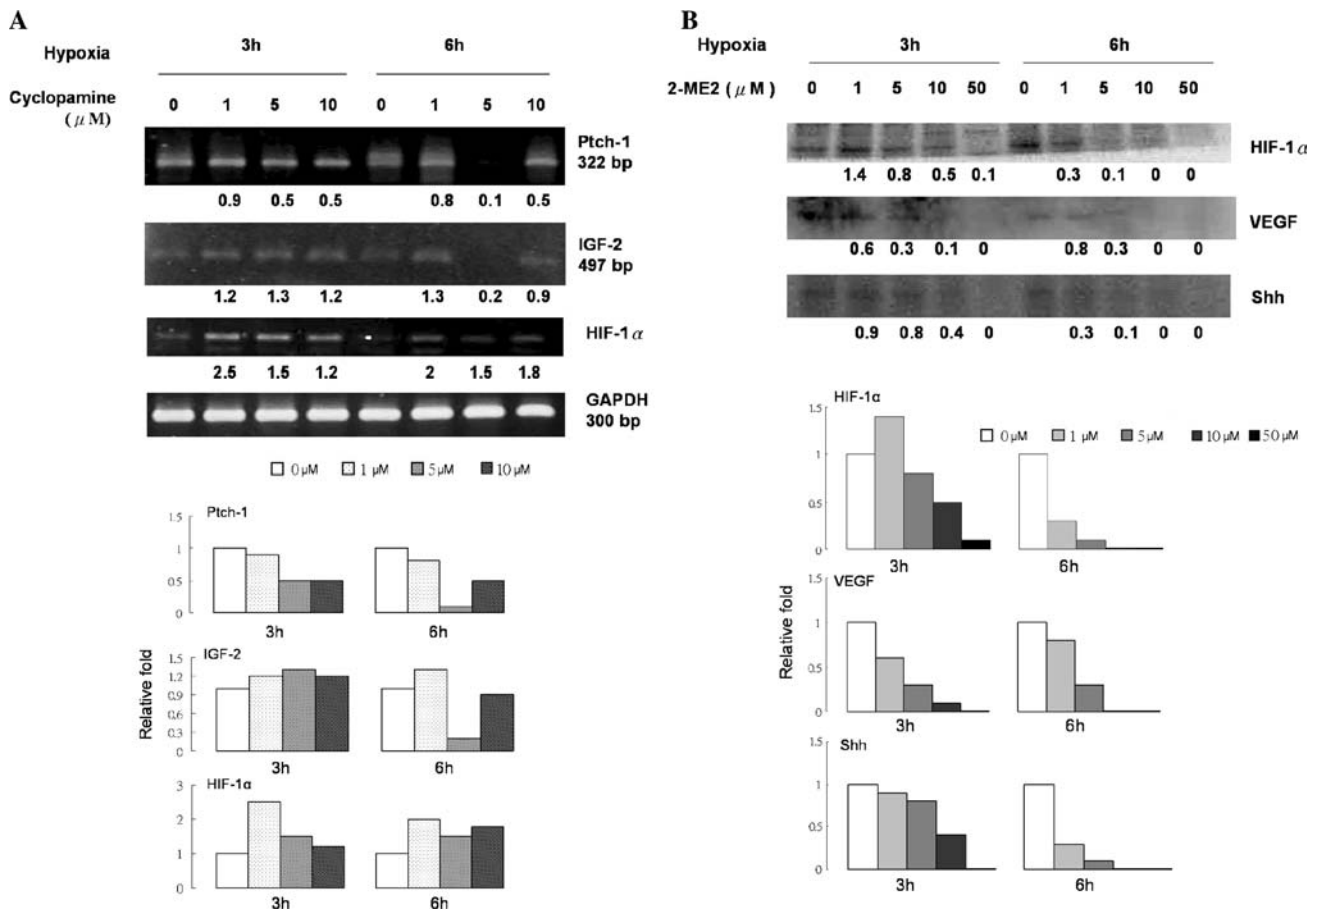 A
Hypoxia 3h 6h
Cyclopamine 0 1 5 10 0 1 5 10
(μM)
Ptch-1
322 bp
0.9 0.5 0.5 0.8 0.1 0.5
IGF-2
497 bp
1.2 1.3 1.2 1.3 0.2 0.9
HIF-1α
2.5 1.5 1.2 2 1.5 1.8
GAPDH
300 bp
0 μM 1 μM 5 μM 10 μM
Ptch-1
1.5
1
0.5
0
3h 6h
Relative fold
IGF-2
1.5
1.2
0.9
0.6
0.3
0
3h 6h
HIF-1α
3
2
1
0
3h 6h
B
Hypoxia 3h 6h
2-ME2 (μM) 0 1 5 10 50 0 1 5 10 50
HIF-1α
1.4 0.8 0.5 0.1 0.3 0.1 0 0
VEGF
0.6 0.3 0.1 0 0.8 0.3 0 0
Shh
0.9 0.8 0.4 0 0.3 0.1 0 0
HIF-1α
0 μM 1 μM 5 μM 10 μM 50 μM
1.5
1
0.5
0
3h 6h
Relative fold
VEGF
1.5
1
0.5
0
3h 6h
Shh
1.5
1
0.5
0
3h 6h